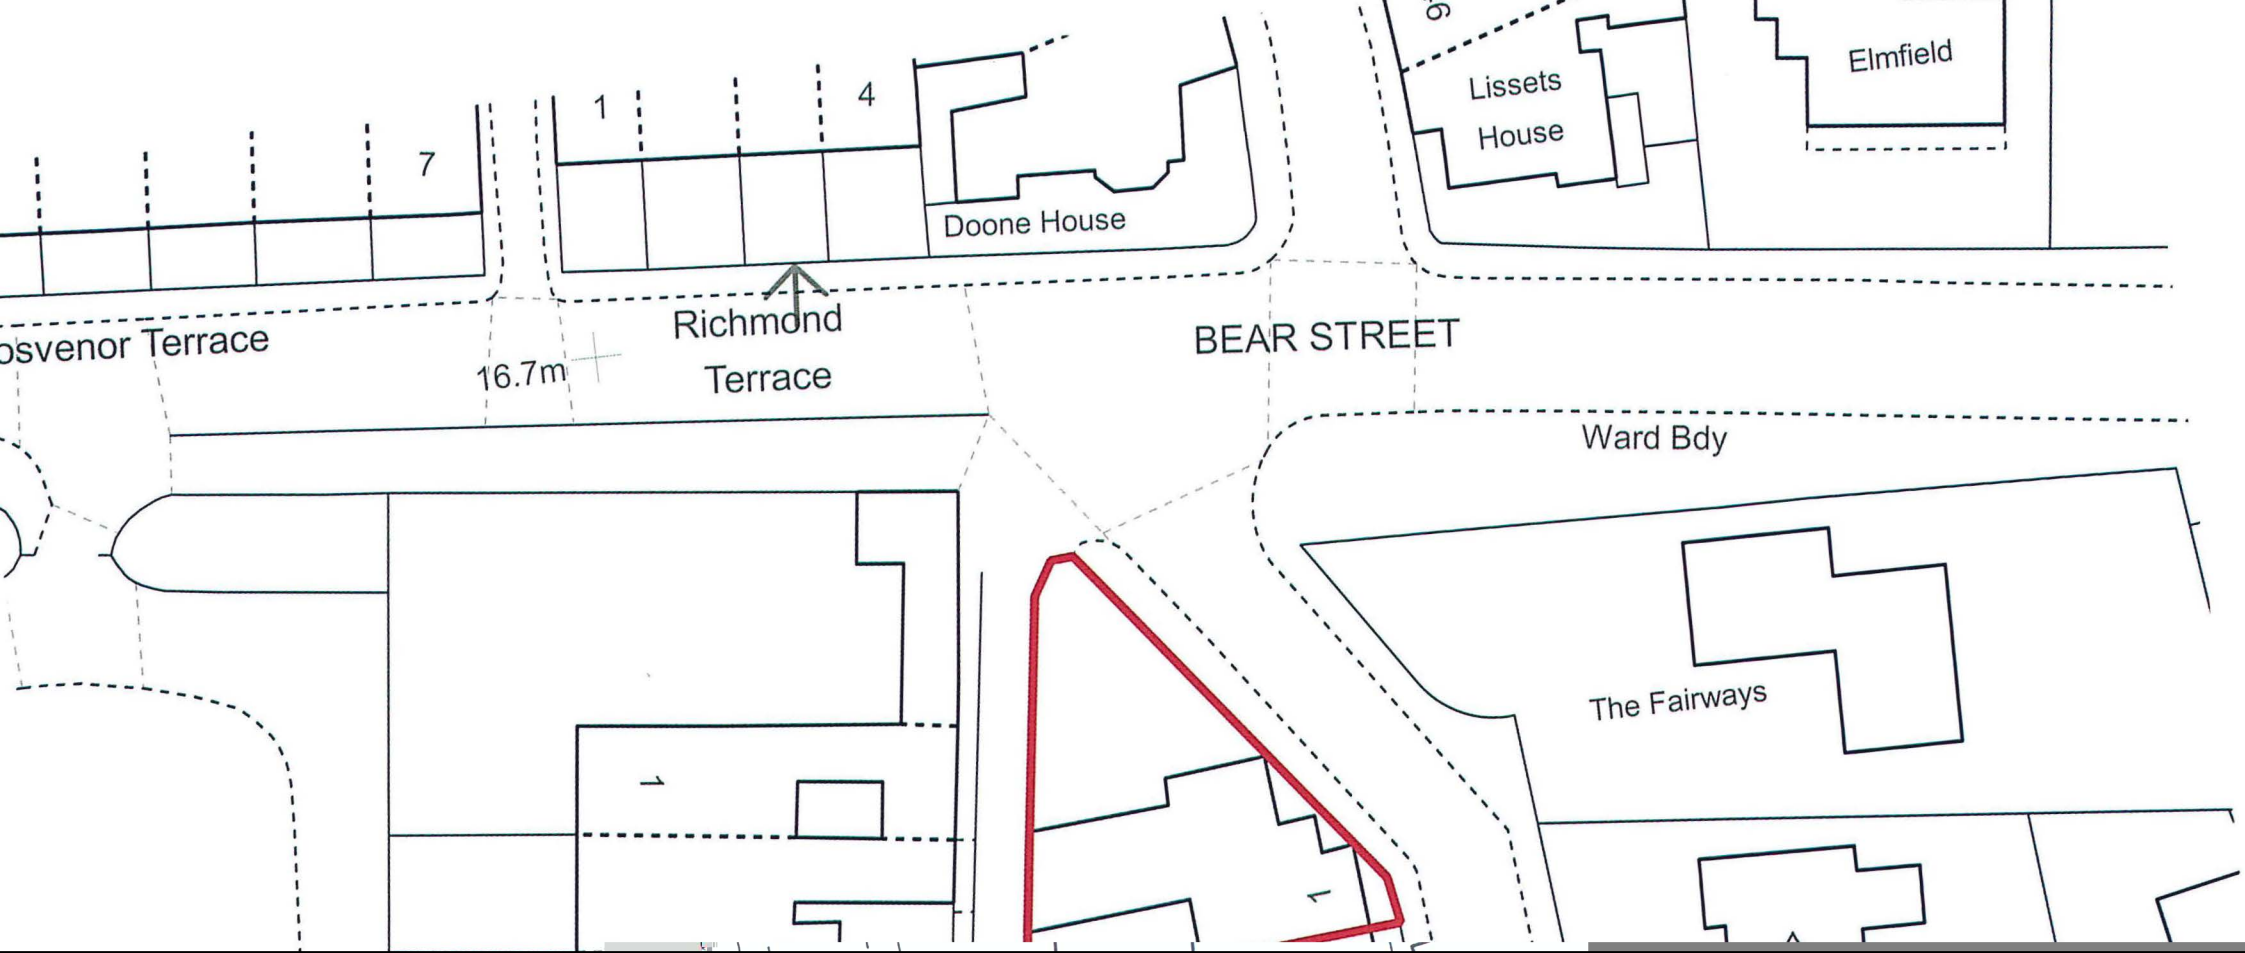 6
Lissets
House
Elmfield
1
4
7
Doone House
osvenor Terrace
Richmond
Terrace
16.7m
BEAR STREET
Ward Bdy
The Fairways
1
1